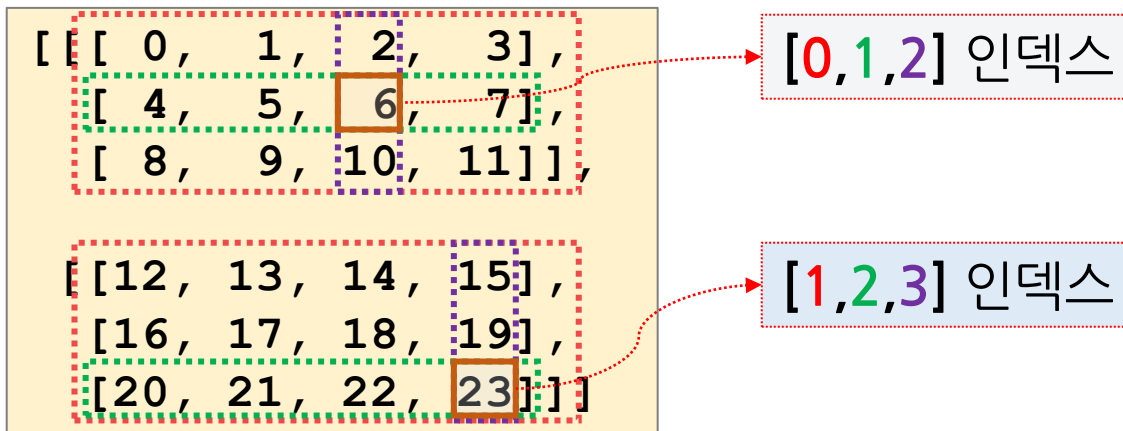 [[[ 0, 1, 2, 3],
[ 4, 5, 6, 7],
[ 8, 9, 10, 11]],
[[12, 13, 14, 15],
[16, 17, 18, 19],
[20, 21, 22, 23]]]
[0,1,2] 인덱스
[1,2,3] 인덱스